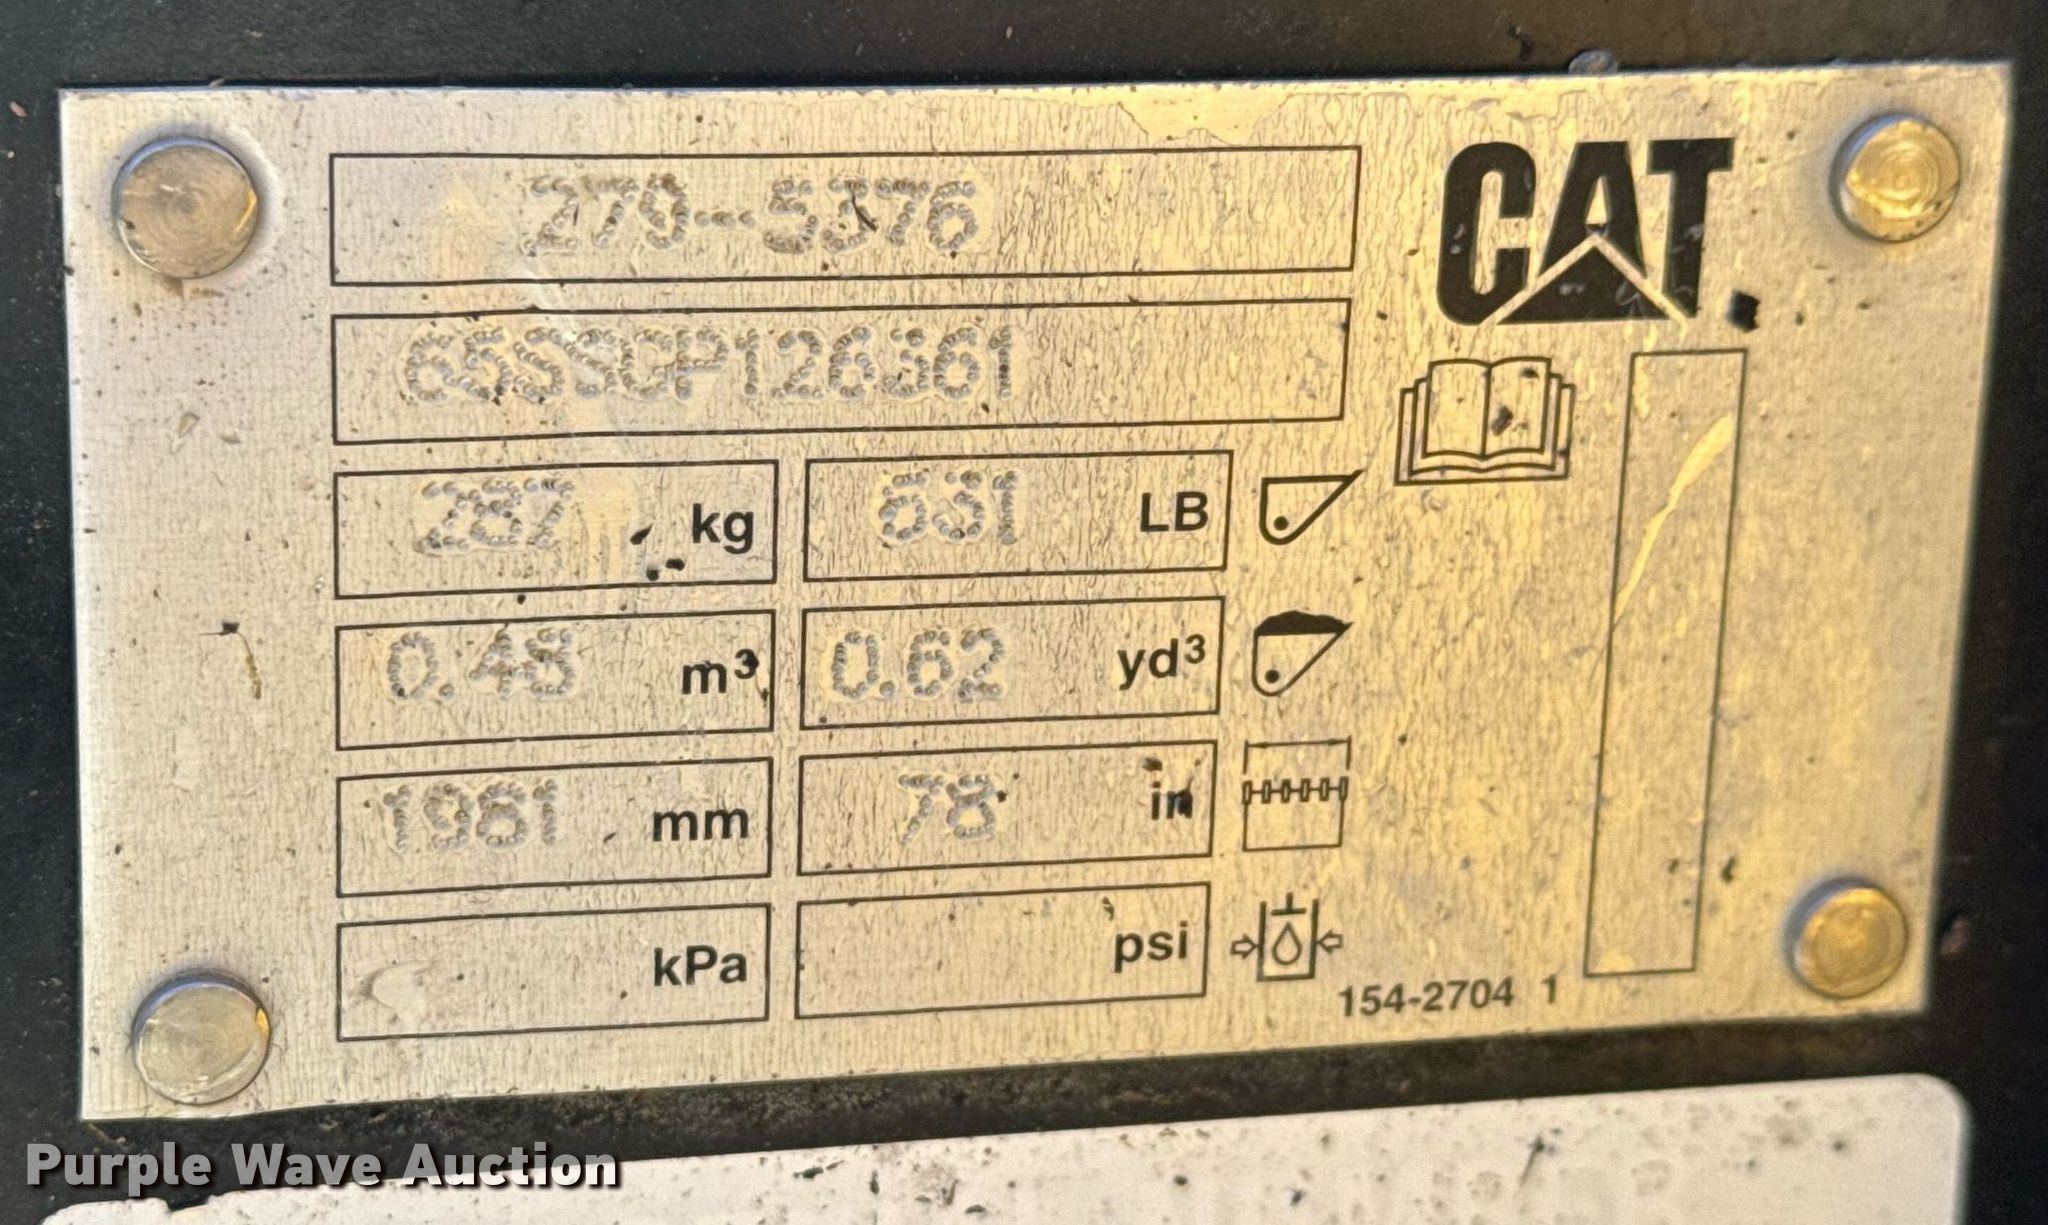 279-5376
CAT.
287 kg 631 LB
0.48 m³ 0.62 yd³
1981 mm 78 in
kPa psi
154-2704 1
Purple Wave Auction